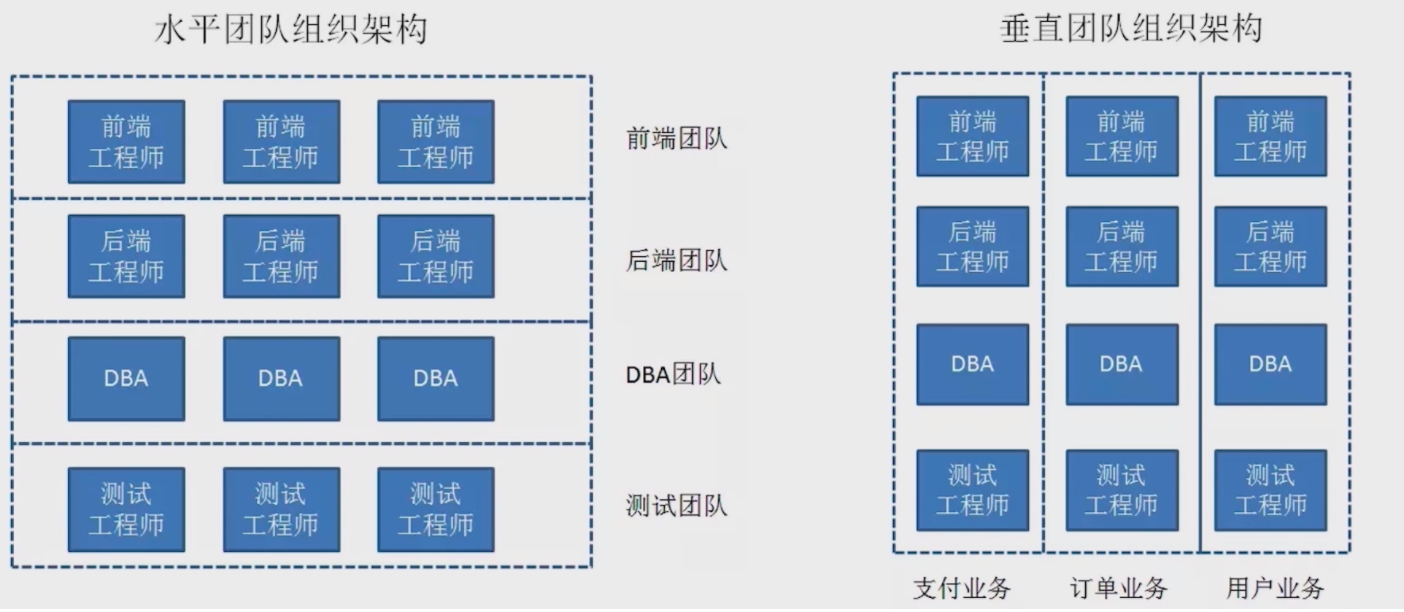 水平团队组织架构
前端
工程师
前端
工程师
前端
工程师
前端团队
后端
工程师
后端
工程师
后端
工程师
后端团队
DBA
DBA
DBA
DBA团队
测试
工程师
测试
工程师
测试
工程师
测试团队
垂直团队组织架构
前端
工程师
前端
工程师
前端
工程师
后端
工程师
后端
工程师
后端
工程师
DBA
DBA
DBA
测试
工程师
测试
工程师
测试
工程师
支付业务
订单业务
用户业务